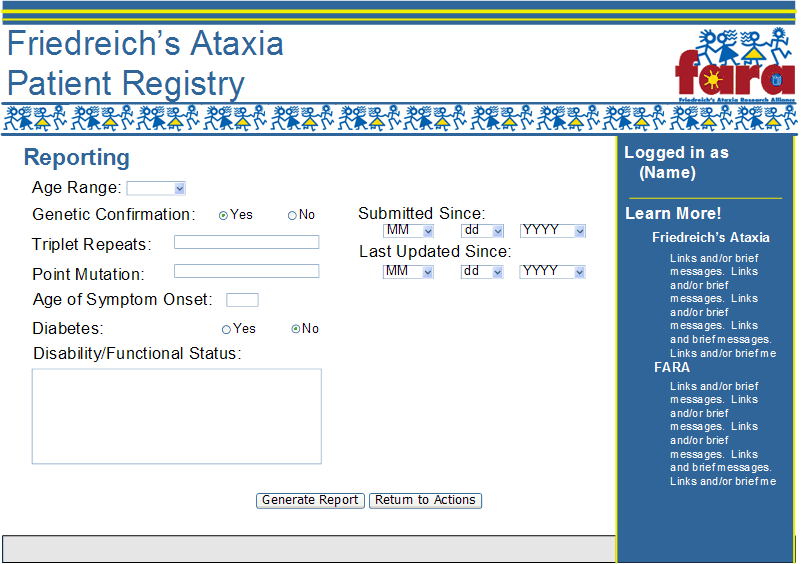 Friedreich's Ataxia
Patient Registry
fara
Friedreich's Ataxia Research Alliance
Reporting
Age Range:
Genetic Confirmation: Yes No
Triplet Repeats:
Point Mutation:
Age of Symptom Onset:
Diabetes: Yes No
Disability/Functional Status:
Submitted Since:
MM dd YYYY
Last Updated Since:
MM dd YYYY
Generate Report Return to Actions
Logged in as
(Name)
Learn More!
Friedreich's Ataxia
Links and/or brief
messages. Links
and/or brief
messages. Links
and/or brief
messages. Links
and brief messages.
Links and/or brief me
FARA
Links and/or brief
messages. Links
and/or brief
messages. Links
and/or brief
messages. Links
and brief messages.
Links and/or brief me